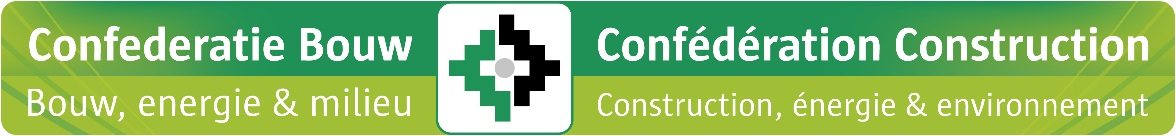 Confederatie Bouw
Bouw, energie & milieu
Confédération Construction
Construction, énergie & environnement